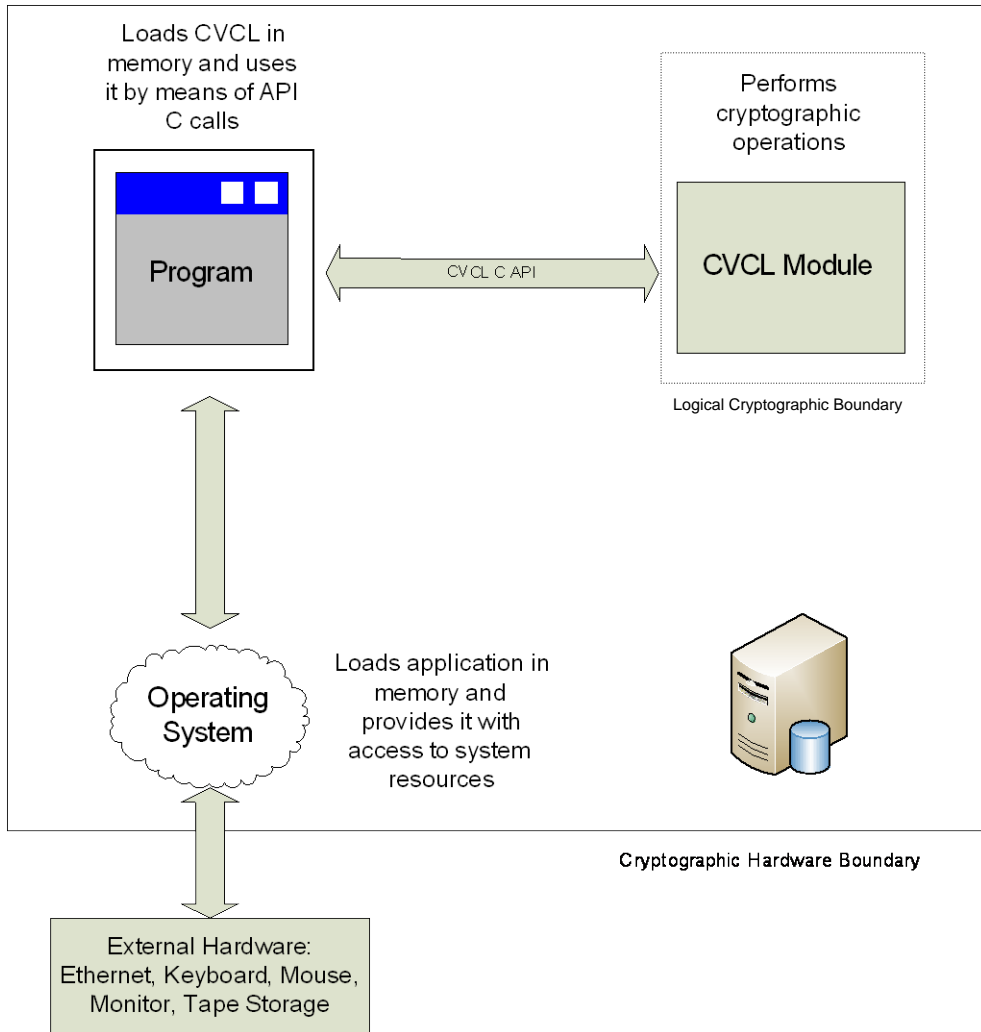 Loads CVCL in
memory and uses
it by means of API
C calls
Performs
cryptographic
operations
Program
CVCL C API
CVCL Module
Logical Cryptographic Boundary
Operating
System
Loads application in
memory and
provides it with
access to system
resources
Cryptographic Hardware Boundary
External Hardware:
Ethernet, Keyboard, Mouse,
Monitor, Tape Storage